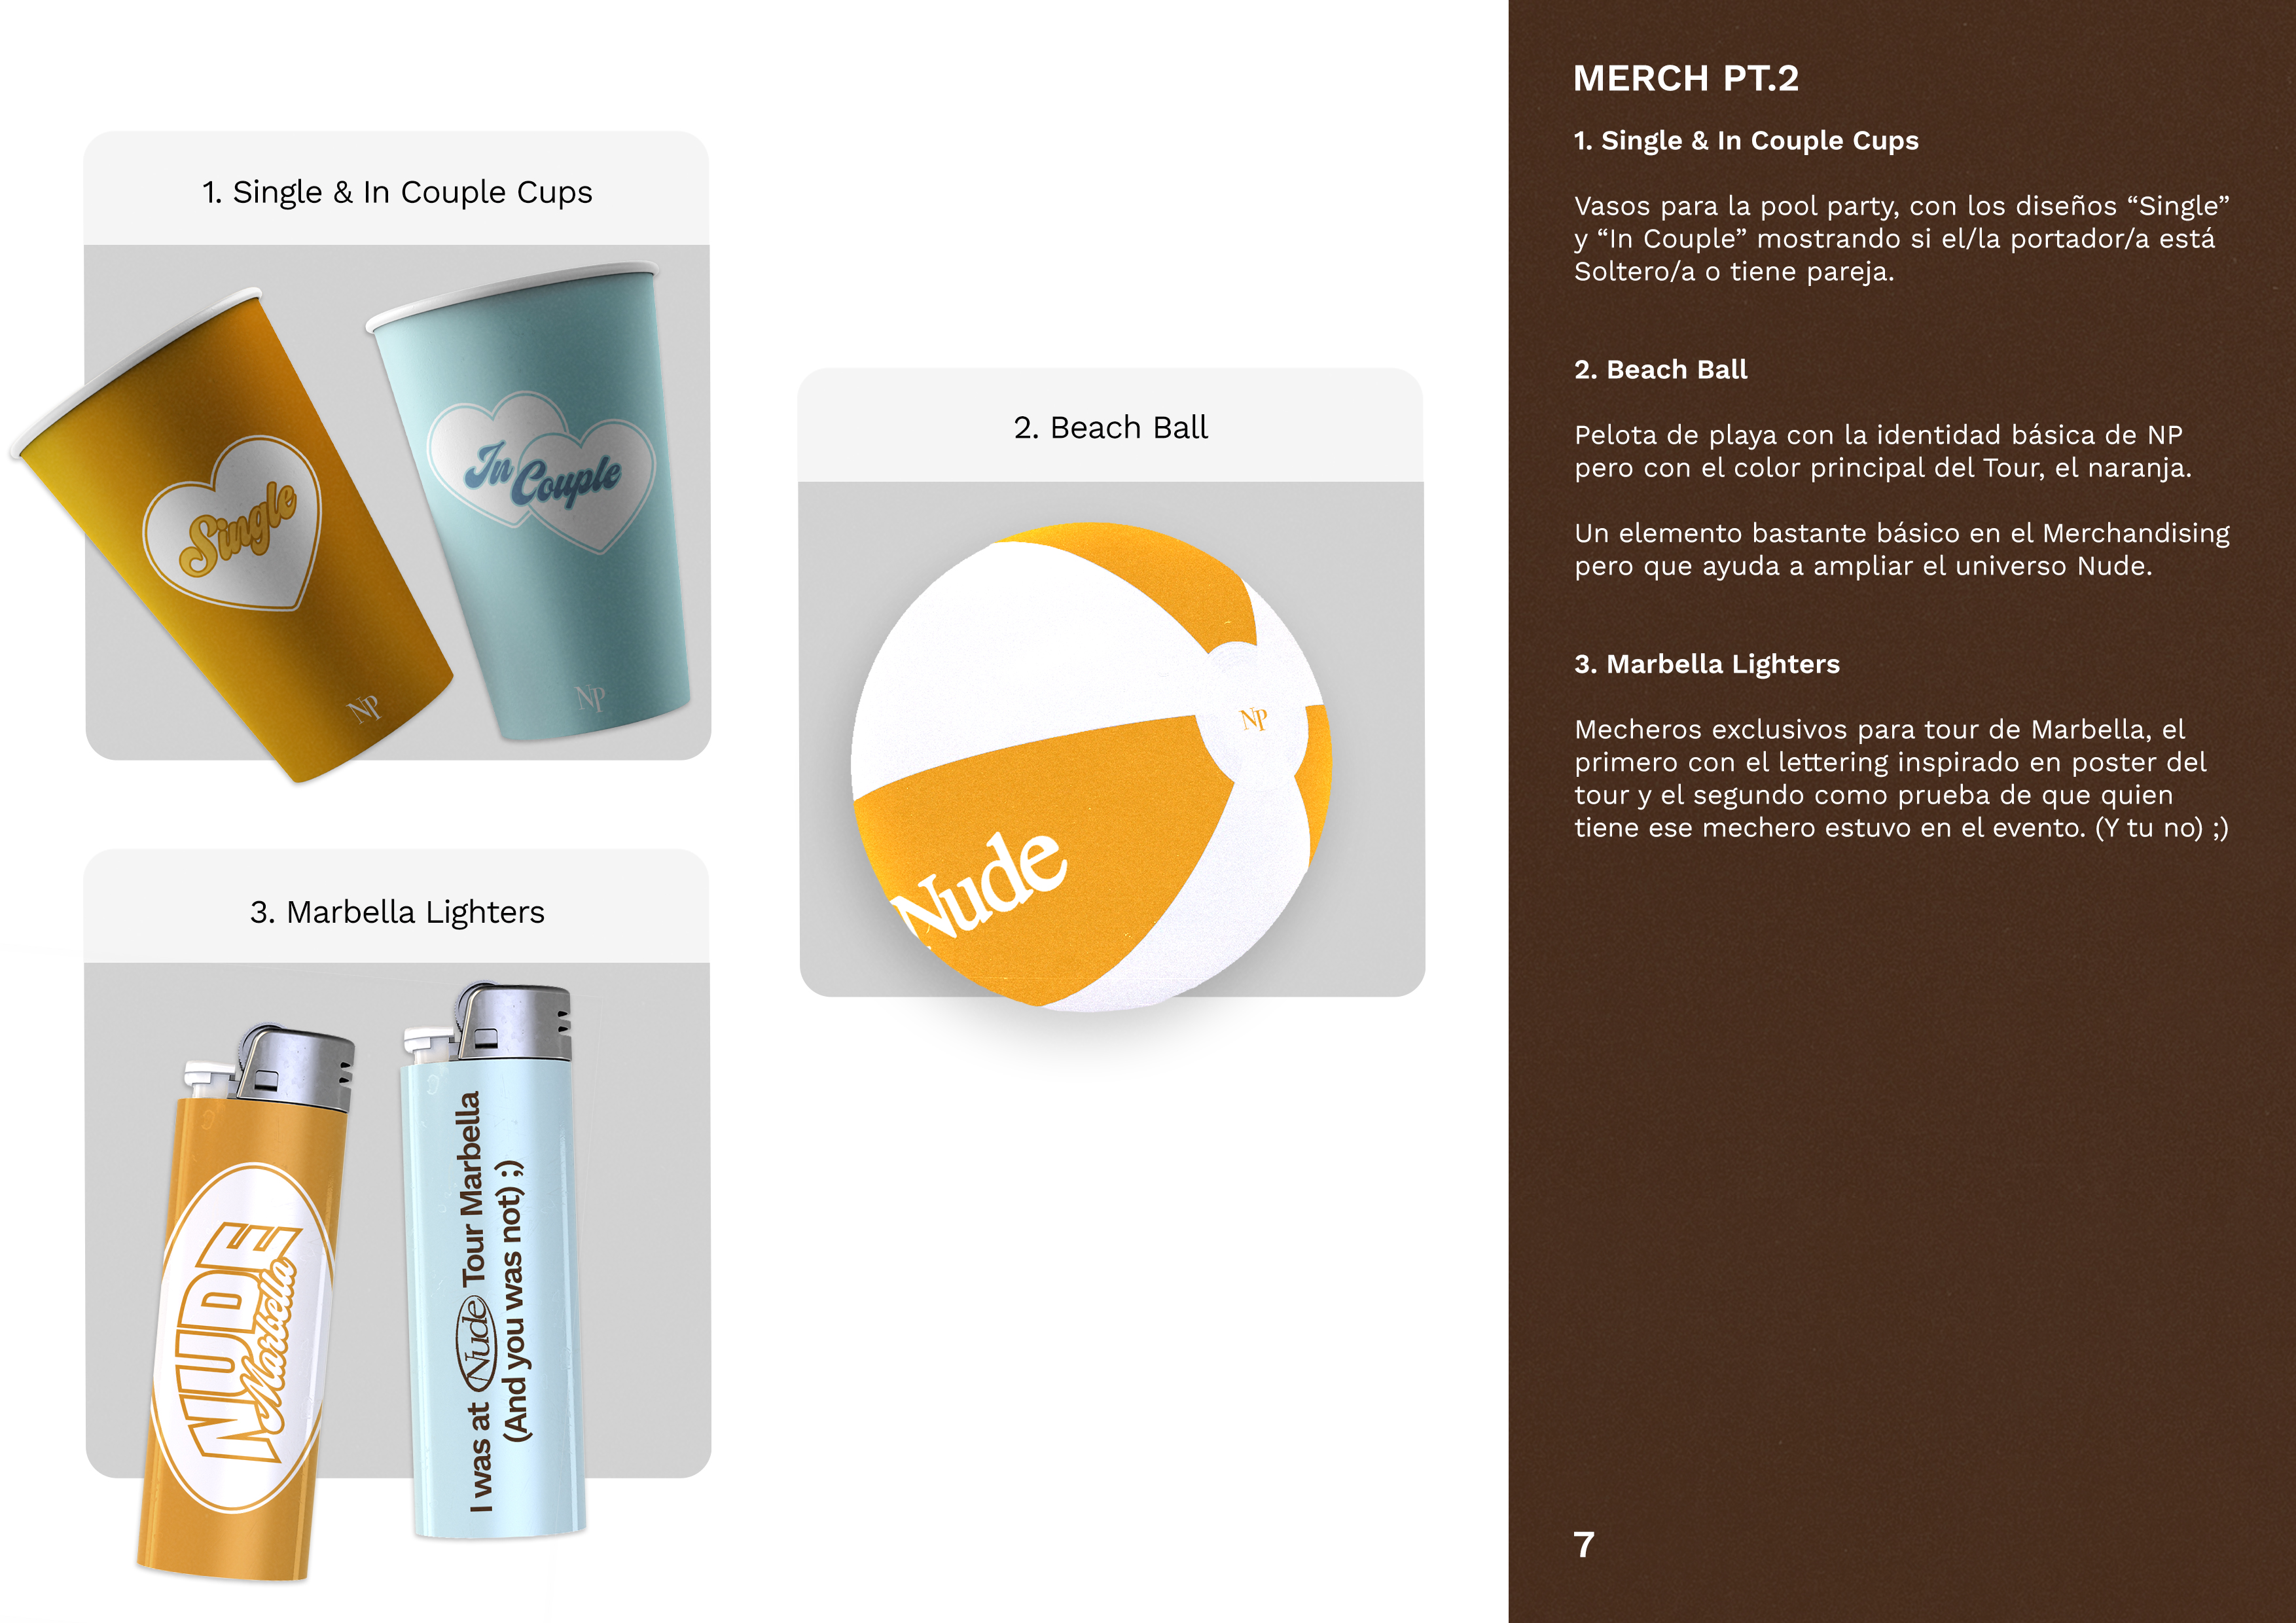 1. Single & In Couple Cups
Single
NP
In
Couple
NP
2. Beach Ball
NP
Nude
3. Marbella Lighters
NUDE
Marbella
I was at Nude Tour Marbella
(And you was not) ;)
MERCH PT.2
1. Single & In Couple Cups
Vasos para la pool party, con los diseños “Single”
y “In Couple” mostrando si el/la portador/a está
Soltero/a o tiene pareja.
2. Beach Ball
Pelota de playa con la identidad básica de NP
pero con el color principal del Tour, el naranja.
Un elemento bastante básico en el Merchandising
pero que ayuda a ampliar el universo Nude.
3. Marbella Lighters
Mecheros exclusivos para tour de Marbella, el
primero con el lettering inspirado en poster del
tour y el segundo como prueba de que quien
tiene ese mechero estuvo en el evento. (Y tu no) ;)
7